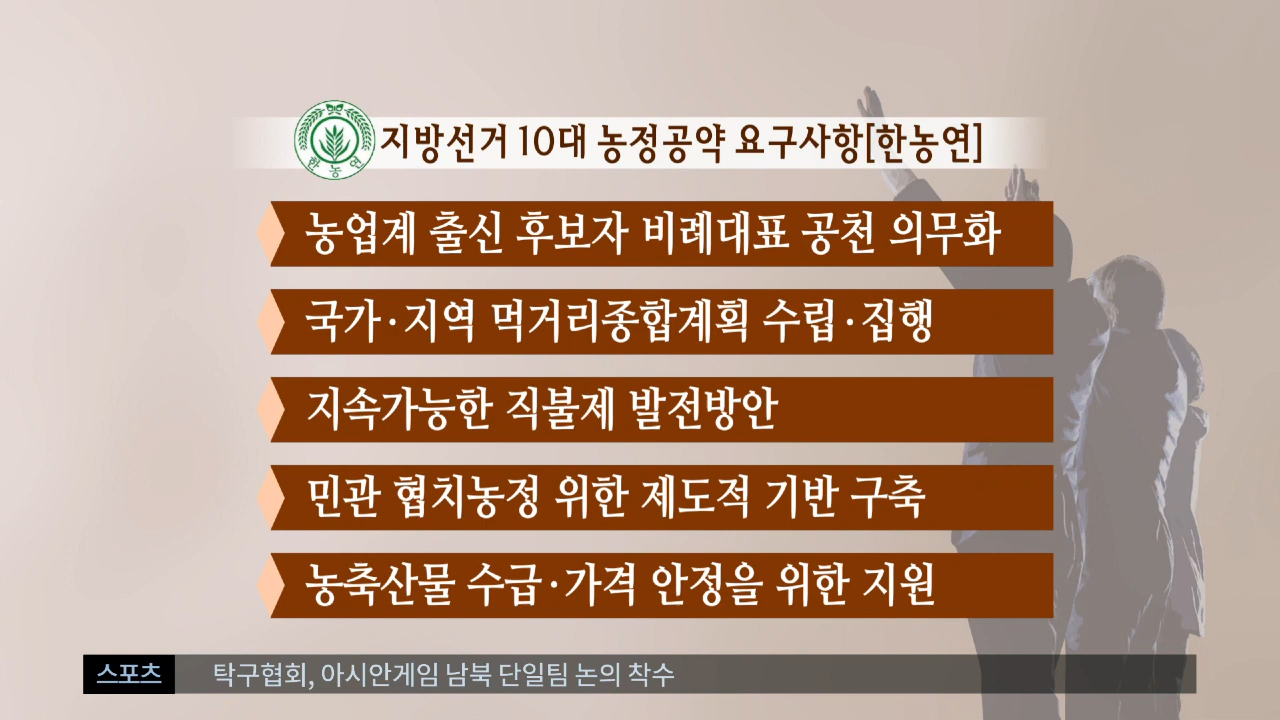 한농연
지방선거 10대 농정공약 요구사항[한농연]
농업계 출신 후보자 비례대표 공천 의무화
국가·지역 먹거리종합계획 수립·집행
지속가능한 직불제 발전방안
민관 협치농정 위한 제도적 기반 구축
농축산물 수급·가격 안정을 위한 지원
스포츠 탁구협회, 아시안게임 남북 단일팀 논의 착수